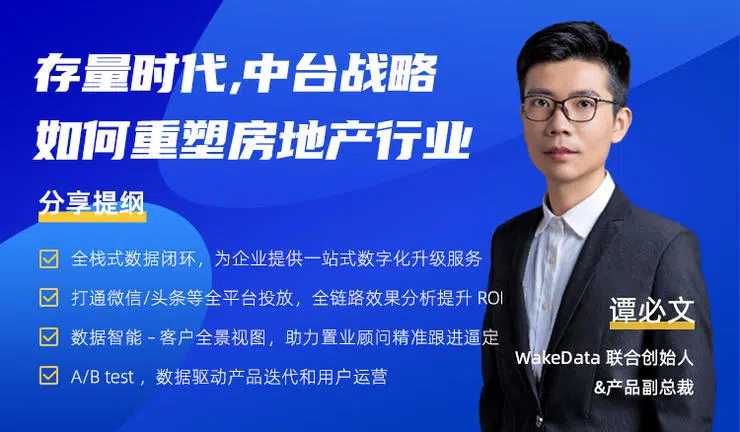 存量时代,中台战略
如何重塑房地产行业
分享提纲
全栈式数据闭环，为企业提供一站式数字化升级服务
打通微信/头条等全平台投放，全链路效果分析提升 ROI
数据智能 – 客户全景视图，助力置业顾问精准跟进逼定
A/B test ，数据驱动产品迭代和用户运营
谭必文
WakeData 联合创始人
&产品副总裁